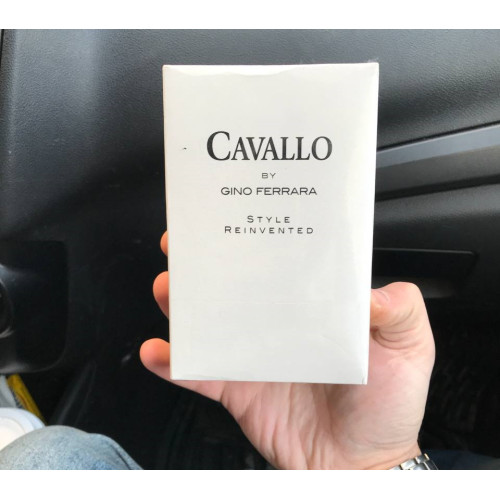 CAVALLO
BY
GINO FERRARA
STYLE
REINVENTED